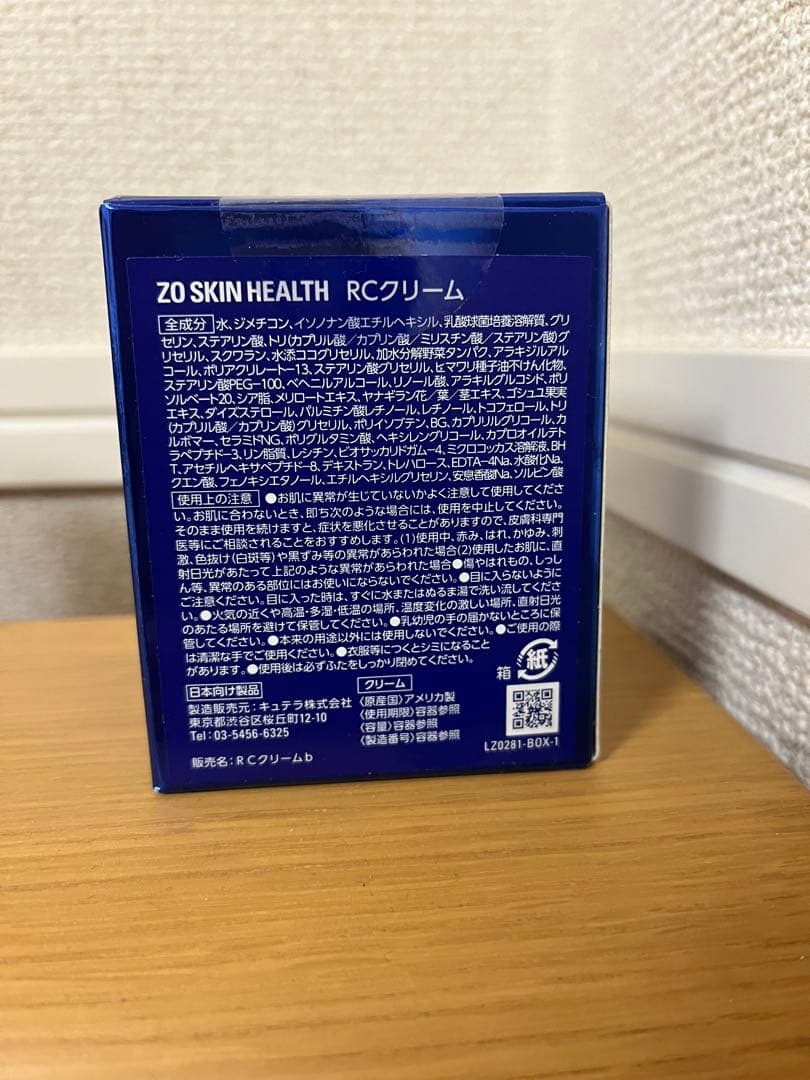 ZO SKIN HEALTH RCクリーム
全成分 水、ジメチコン、イソノナン酸エチルヘキシル、乳酸球菌培養溶解質、グリ
セリン、ステアリン酸、トリ(カプリル酸／カプリン酸／ミリスチン酸／ステアリン酸)グ
リセリル、スクワラン、水添ココグリセリル、加水分解野菜タンパク、アラキジルアル
コール、ポリアクリレート-13、ステアリン酸グリセリル、ヒマワリ種子油不けん化物、
ステアリン酸PEG-100、ベヘニルアルコール、リノール酸、アラキルグルコシド、ポリ
ソルベート20、シア脂、メリロートエキス、ヤナギラン花／葉／茎エキス、ゴシュユ果実
エキス、ダイズステロール、パルミチン酸レチノール、レチノール、トコフェロール、トリ
(カプリル酸／カプリン酸)グリセリル、ポリイソブテン、BG、カプリリルグリコール、カ
ルボマー、セラミドNG、ポリグルタミン酸、ヘキシレングリコール、カプロオイルテト
ラペプチド-3、リン脂質、レシチン、ビオサッカリドガム-4、ミクロコッカス溶解液、BH
T、アセチルヘキサペプチド-8、デキストラン、トレハロース、EDTA-4Na、水酸化Na、
クエン酸、フェノキシエタノール、エチルヘキシルグリセリン、安息香酸Na、ソルビン酸
使用上の注意 ●お肌に異常が生じていないかよく注意して使用してくださ
い。お肌に合わないとき、即ち次のような場合には、使用を中止してください。
そのまま使用を続けますと、症状を悪化させることがありますので、皮膚科専門
医等にご相談されることをおすすめします。(1)使用中、赤み、はれ、かゆみ、刺
激、色抜け(白斑等)や黒ずみ等の異常があらわれた場合(2)使用したお肌に、直
射日光があたって上記のような異常があらわれた場合●傷やはれもの、しっし
ん等、異常のある部位にはお使いにならないでください。●目に入らないように
ご注意ください。目に入った時は、すぐに水またはぬるま湯で洗い流してくださ
い。●火気の近くや高温・多湿・低温の場所、温度変化の激しい場所、直射日光
のあたる場所を避けて保管してください。●乳幼児の手の届かないところに保
管してください。●本来の用途以外には使用しないでください。●ご使用の際
は清潔な手でご使用ください。●衣服等につくとシミになること
があります。●使用後は必ずふたをしっかり閉めてください。
箱 紙
日本向け製品
製造販売元：キュテラ株式会社
東京都渋谷区桜丘町12-10
Tel：03-5456-6325
販売名：RCクリームb
クリーム
〈原産国〉アメリカ製
〈使用期限〉容器参照
〈容量〉容器参照
〈製造番号〉容器参照
LZ0281-BOX-1